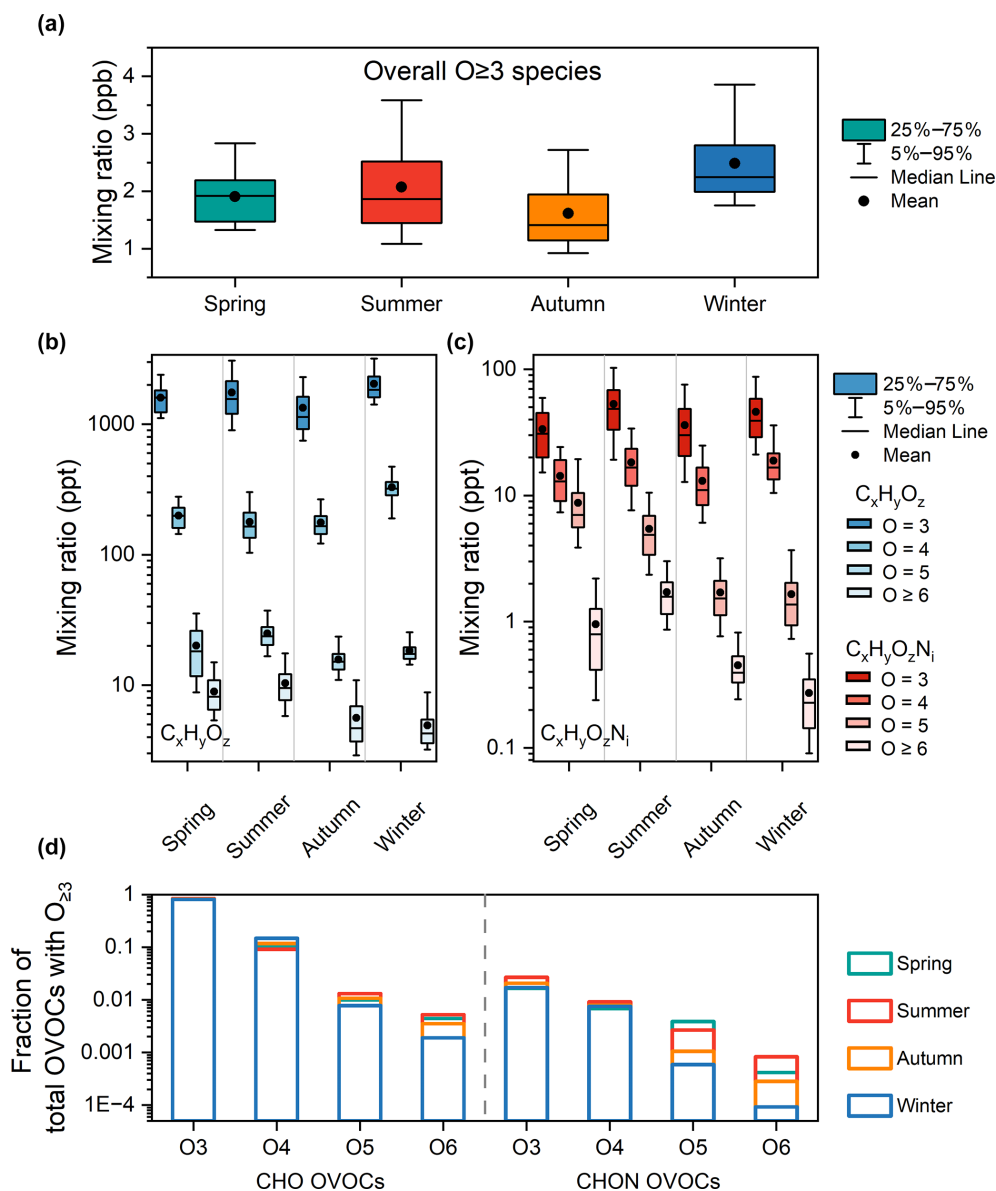 (a)
Overall O≥3 species
Mixing ratio (ppb)
4
3
2
1
Spring Summer Autumn Winter
25%–75%
5%–95%
Median Line
Mean
(b)
Mixing ratio (ppt)
1000
100
10
CxHyOz
Spring Summer Autumn Winter
(c)
Mixing ratio (ppt)
100
10
1
0.1
CxHyOzNi
Spring Summer Autumn Winter
25%–75%
5%–95%
Median Line
Mean
CxHyOz
O = 3
O = 4
O = 5
O ≥ 6
CxHyOzNi
O = 3
O = 4
O = 5
O ≥ 6
(d)
Fraction of
total OVOCs with O≥3
1
0.1
0.01
0.001
1E−4
O3 O4 O5 O6 O3 O4 O5 O6
CHO OVOCs CHON OVOCs
Spring
Summer
Autumn
Winter